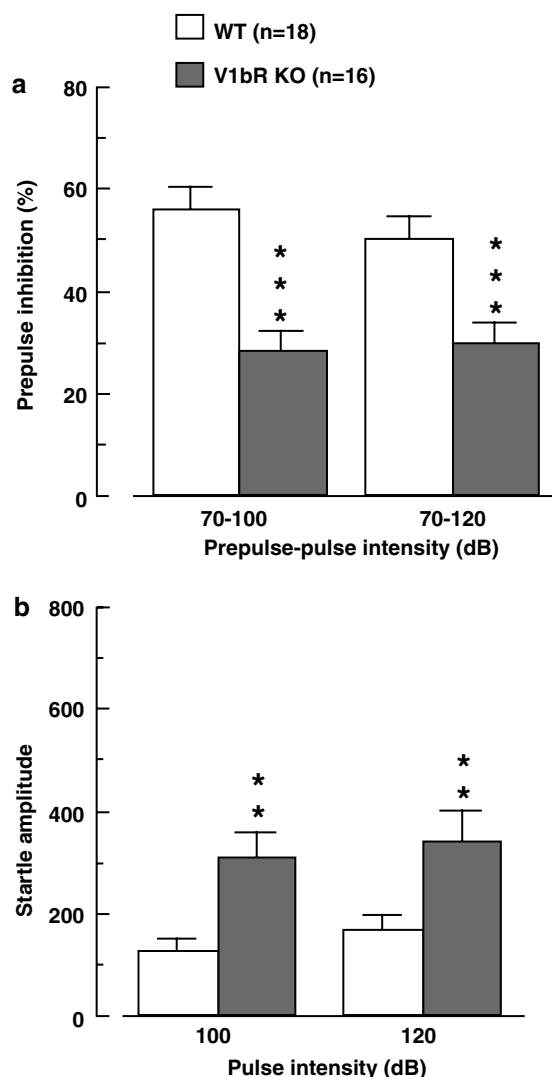 WT (n=18)
V1bR KO (n=16)
a
80
60
40
20
0
Prepulse inhibition (%)
* * *
* * *
70-100
70-120
Prepulse-pulse intensity (dB)
b
800
600
400
200
0
Startle amplitude
* *
* *
100
120
Pulse intensity (dB)